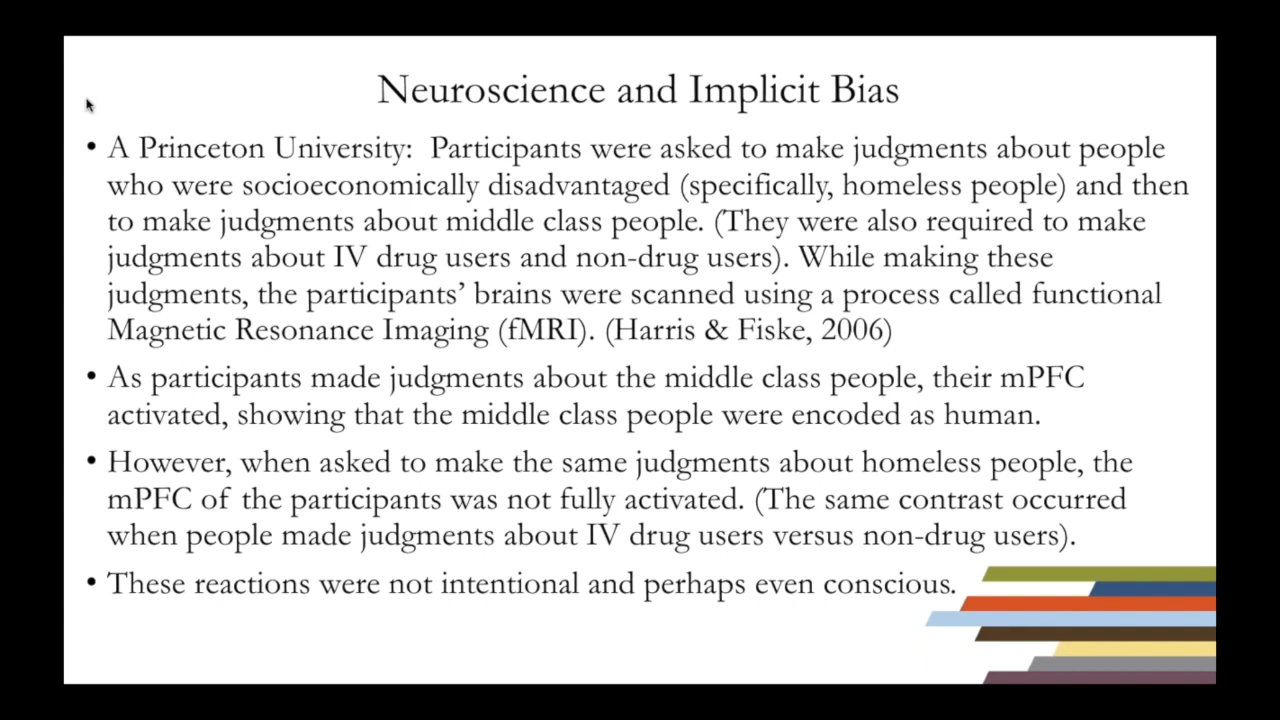 Neuroscience and Implicit Bias
• A Princeton University:  Participants were asked to make judgments about people
who were socioeconomically disadvantaged (specifically, homeless people) and then
to make judgments about middle class people. (They were also required to make
judgments about IV drug users and non-drug users). While making these
judgments, the participants’ brains were scanned using a process called functional
Magnetic Resonance Imaging (fMRI). (Harris & Fiske, 2006)
• As participants made judgments about the middle class people, their mPFC
activated, showing that the middle class people were encoded as human.
• However, when asked to make the same judgments about homeless people, the
mPFC of the participants was not fully activated. (The same contrast occurred
when people made judgments about IV drug users versus non-drug users).
• These reactions were not intentional and perhaps even conscious.